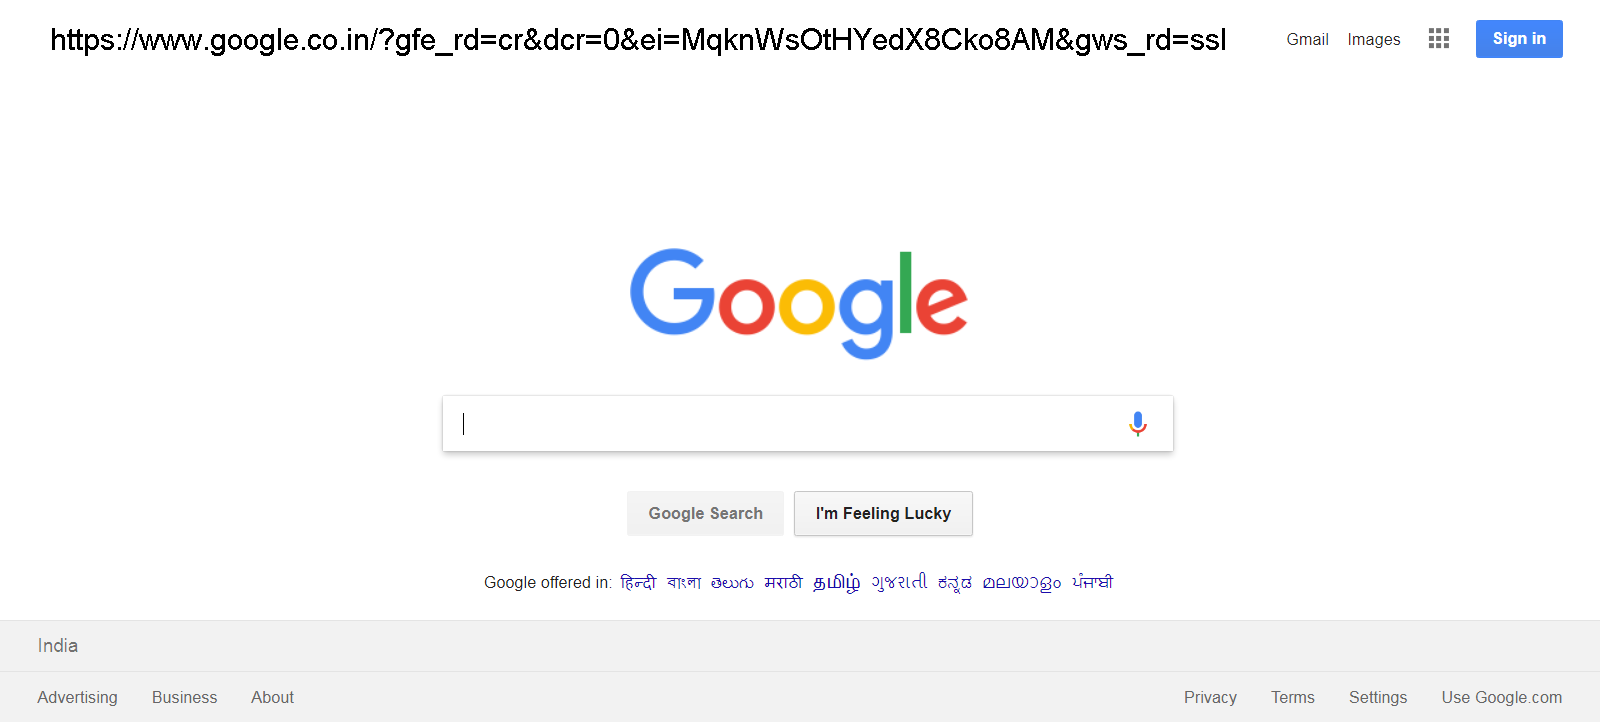 https://www.google.co.in/?gfe_rd=cr&dcr=0&ei=MqknWsOtHYedX8Cko8AM&gws_rd=ssl
Gmail Images Sign in
Google
Google Search I'm Feeling Lucky
Google offered in: हिन्दी বাংলা తెలుగు मराठी தமிழ் ગુજરાતી ಕನ್ನಡ മലയാളം ਪੰਜਾਬੀ
India
Advertising Business About Privacy Terms Settings Use Google.com